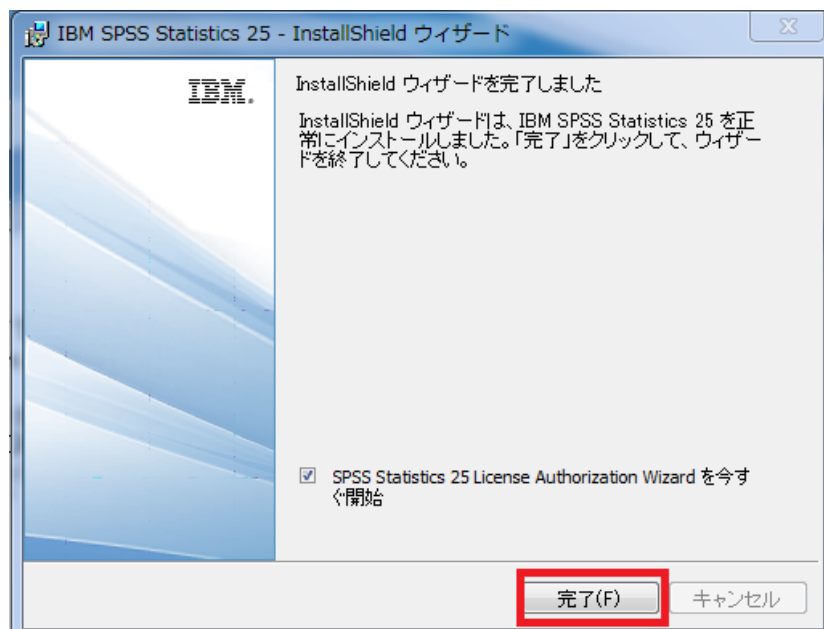 IBM SPSS Statistics 25 - InstallShield ウィザード
IBM.
InstallShield ウィザードを完了しました
InstallShield ウィザードは、IBM SPSS Statistics 25 を正
常にインストールしました。「完了」をクリックして、ウィザー
ドを終了してください。
SPSS Statistics 25 License Authorization Wizard を今す
ぐ開始
完了(F)
キャンセル